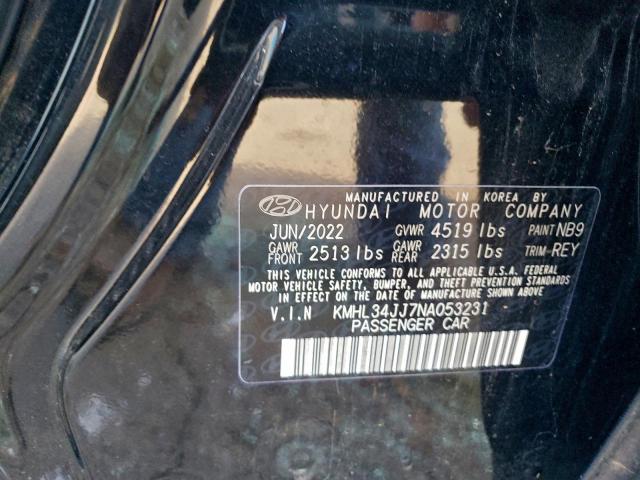 MANUFACTURED IN KOREA BY
HYUNDAI MOTOR COMPANY
JUN/2022 GVWR 4519 lbs PAINT NB9
GAWR FRONT 2513 lbs GAWR REAR 2315 lbs TRIM-REY
THIS VEHICLE CONFORMS TO ALL APPLICABLE U.S.A. FEDERAL
MOTOR VEHICLE SAFETY, BUMPER, AND THEFT PREVENTION STANDARDS
IN EFFECT ON THE DATE OF MANUFACTURE SHOWN ABOVE.
V.I.N KMHL34JJ7NA053231
PASSENGER CAR